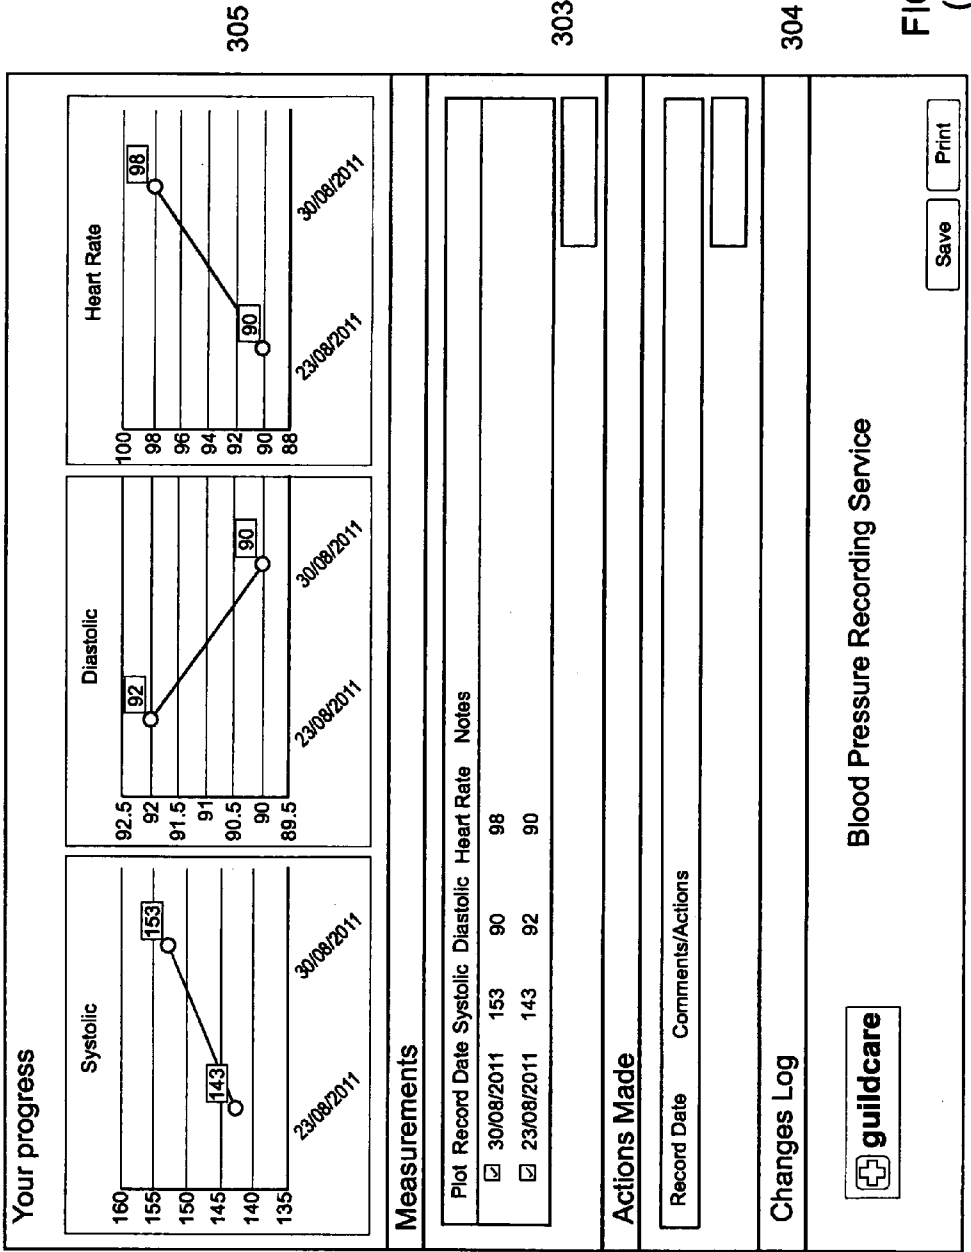 Your progress
Systolic
160
155
150
145
140
135
143
153
23/08/2011
30/08/2011
Diastolic
92.5
92
91.5
91
90.5
90
89.5
92
90
23/08/2011
30/08/2011
Heart Rate
100
98
96
94
92
90
88
90
98
23/08/2011
30/08/2011
305
Measurements
Plot Record Date Systolic Diastolic Heart Rate Notes
30/08/2011 153 90 98
23/08/2011 143 92 90
303
Actions Made
Record Date Comments/Actions
Changes Log
304
guildcare
Blood Pressure Recording Service
Save Print